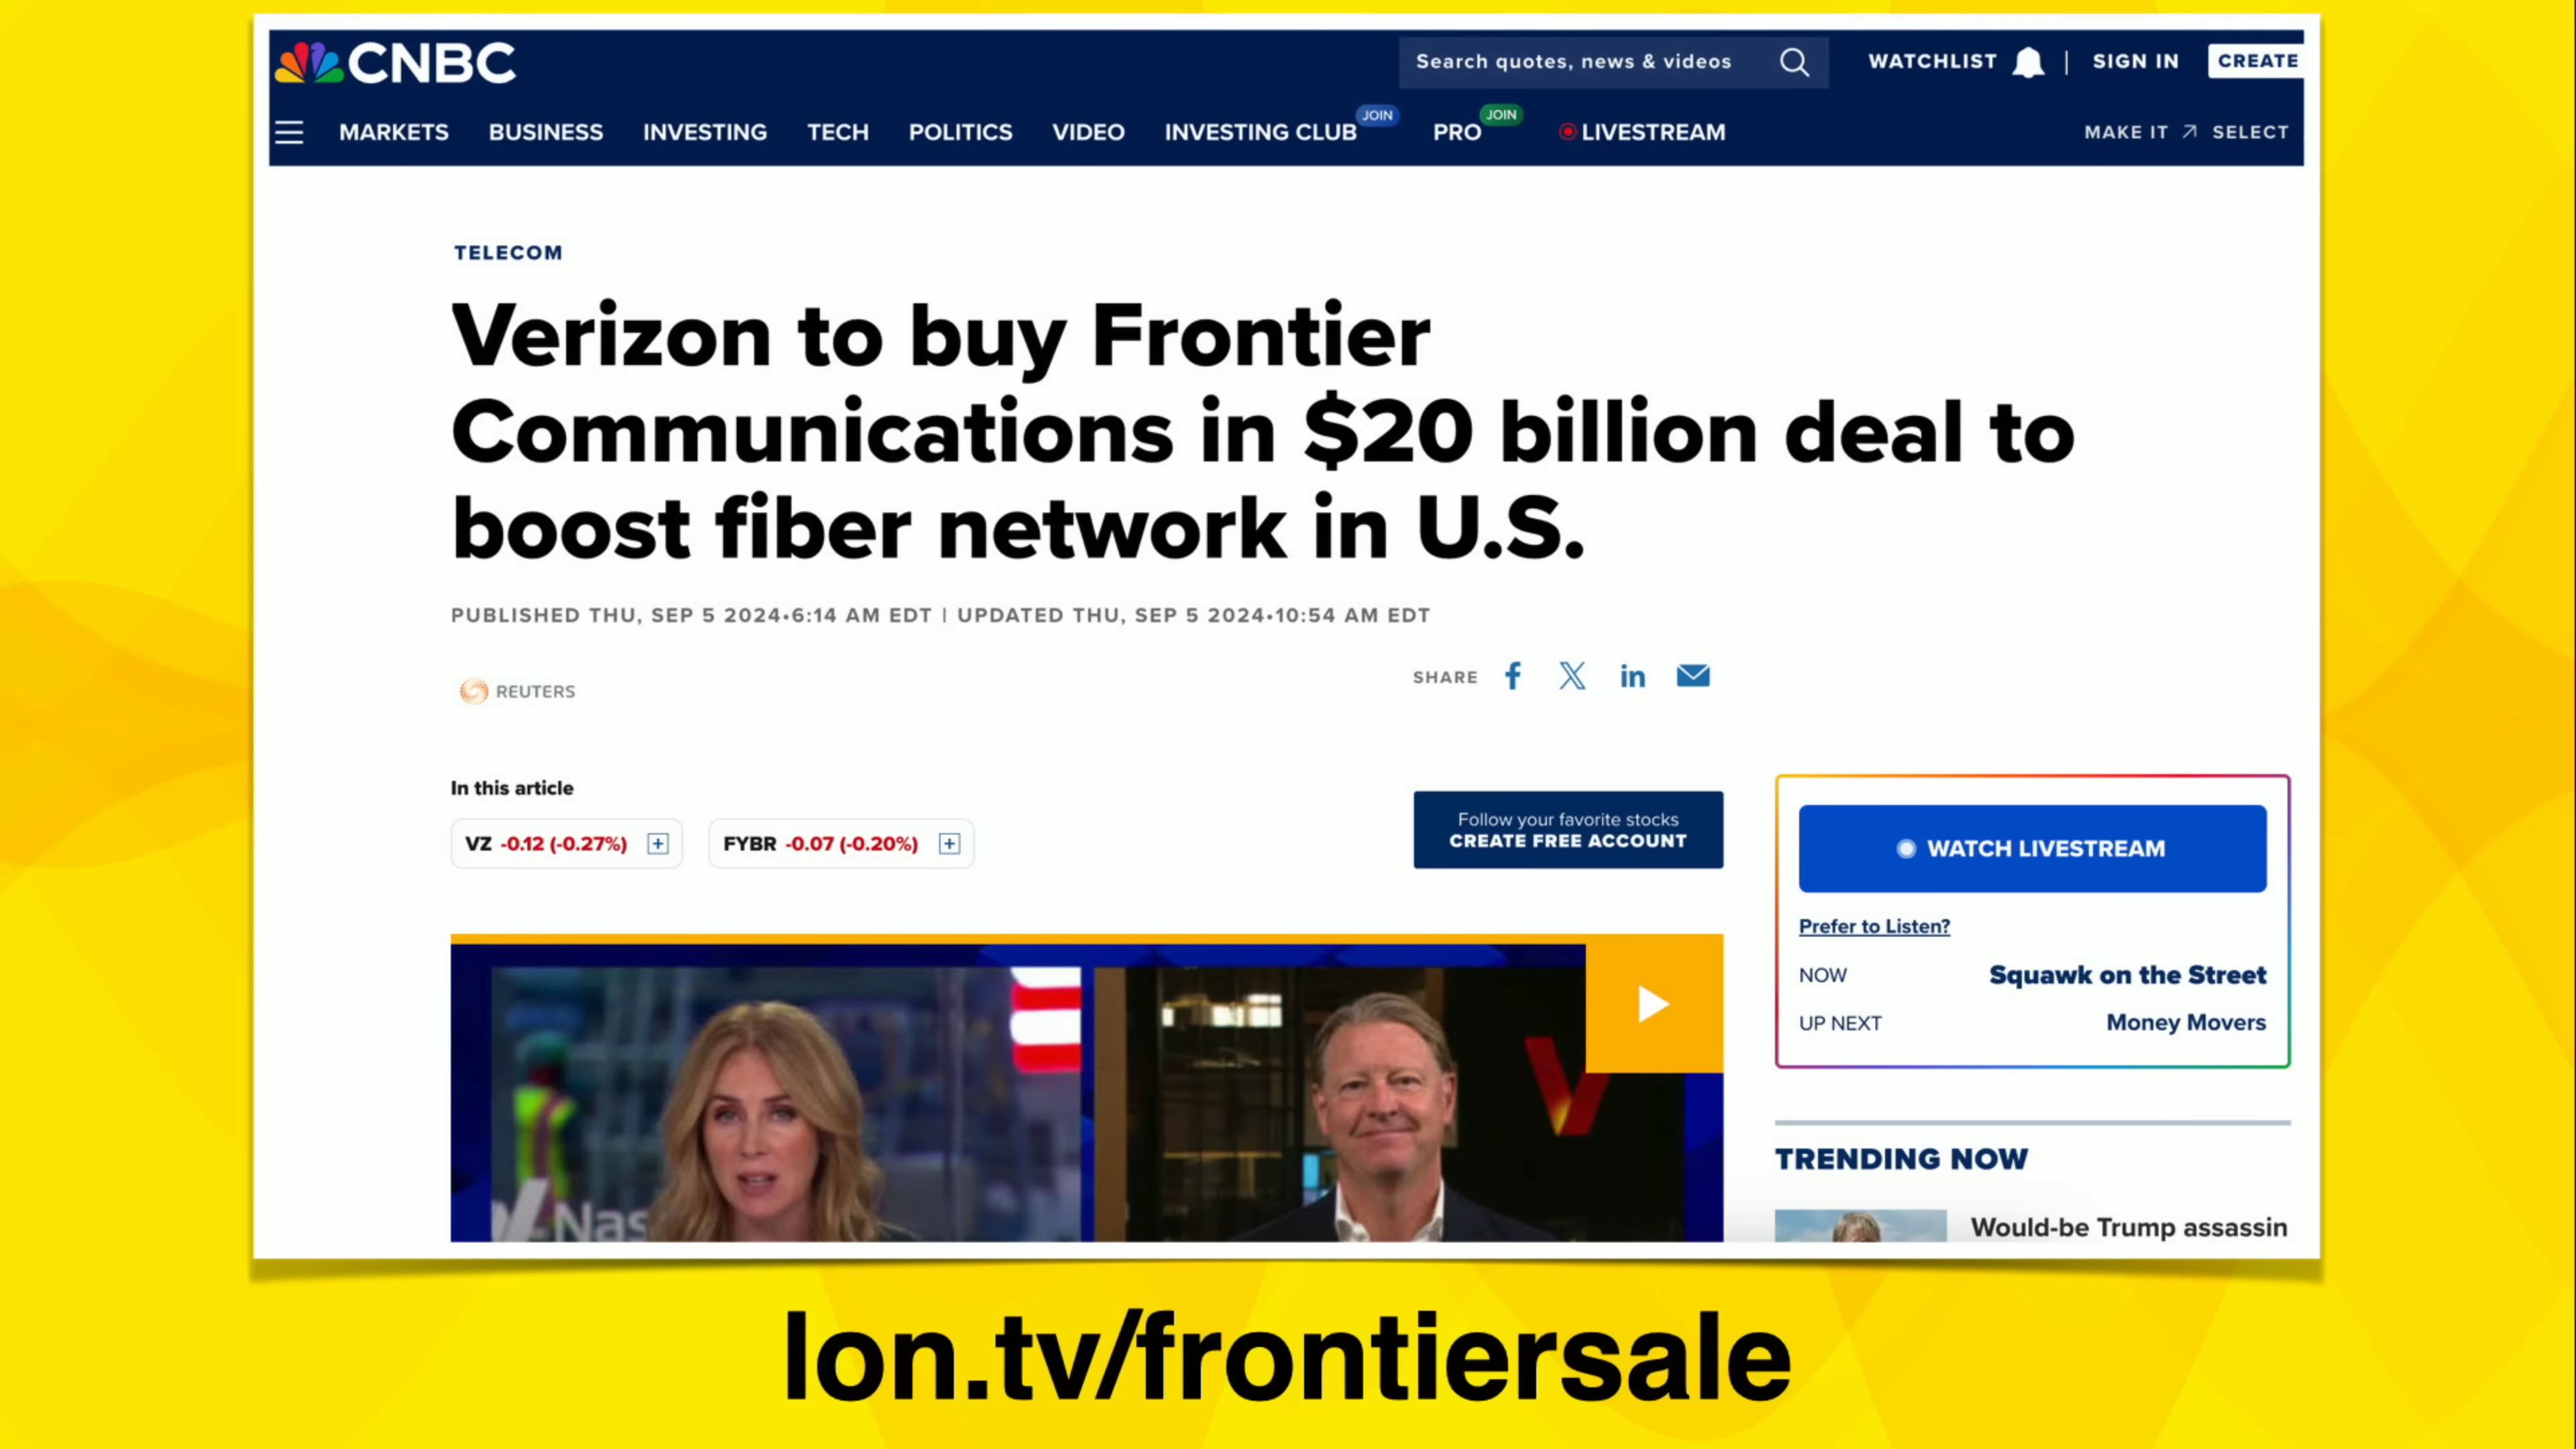 CNBC
Search quotes, news & videos
WATCHLIST | SIGN IN CREATE
MARKETS BUSINESS INVESTING TECH POLITICS VIDEO INVESTING CLUB JOIN PRO JOIN LIVESTREAM MAKE IT SELECT
TELECOM
Verizon to buy Frontier
Communications in $20 billion deal to
boost fiber network in U.S.
PUBLISHED THU, SEP 5 2024•6:14 AM EDT | UPDATED THU, SEP 5 2024•10:54 AM EDT
REUTERS
SHARE
In this article
VZ -0.12 (-0.27%)
FYBR -0.07 (-0.20%)
Follow your favorite stocks
CREATE FREE ACCOUNT
WATCH LIVESTREAM
Prefer to Listen?
NOW Squawk on the Street
UP NEXT Money Movers
TRENDING NOW
Would-be Trump assassin
Nas
lon.tv/frontiersale